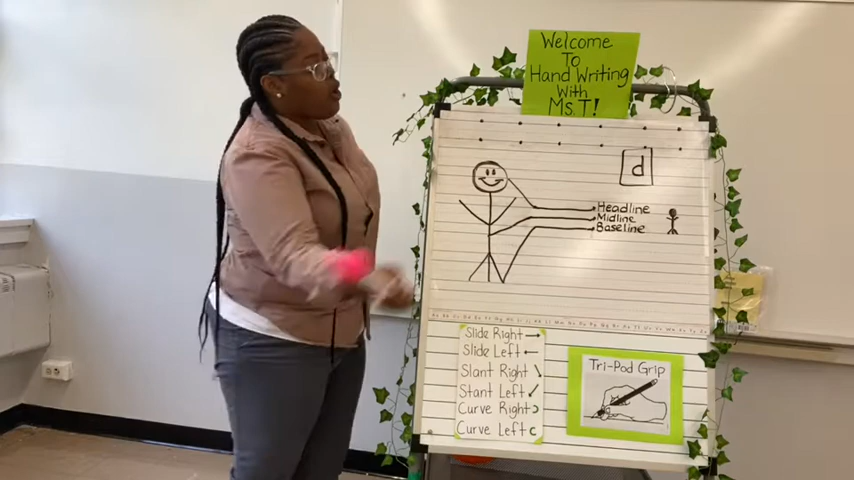 Welcome
To
Hand Writing
With
Ms.T!
d
Headline
Midline
Baseline
Slide Right→
Slide Left←
Slant Right↘
Stant Left↙
Curve Right
Curve Left
Tri-Pod Grip